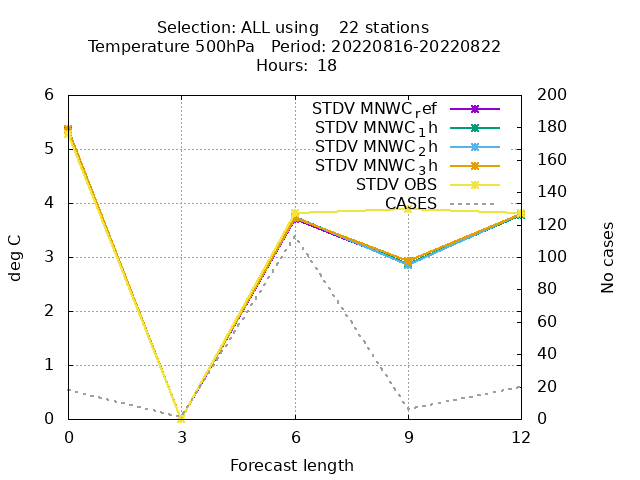 Selection: ALL using    22 stations
Temperature 500hPa   Period: 20220816-20220822
Hours: 18
STDV MNWC_ref
STDV MNWC_1h
STDV MNWC_2h
STDV MNWC_3h
STDV OBS
CASES
6
5
4
3
2
1
0
200
180
160
140
120
100
80
60
40
20
0
deg C
No cases
0 3 6 9 12
Forecast length